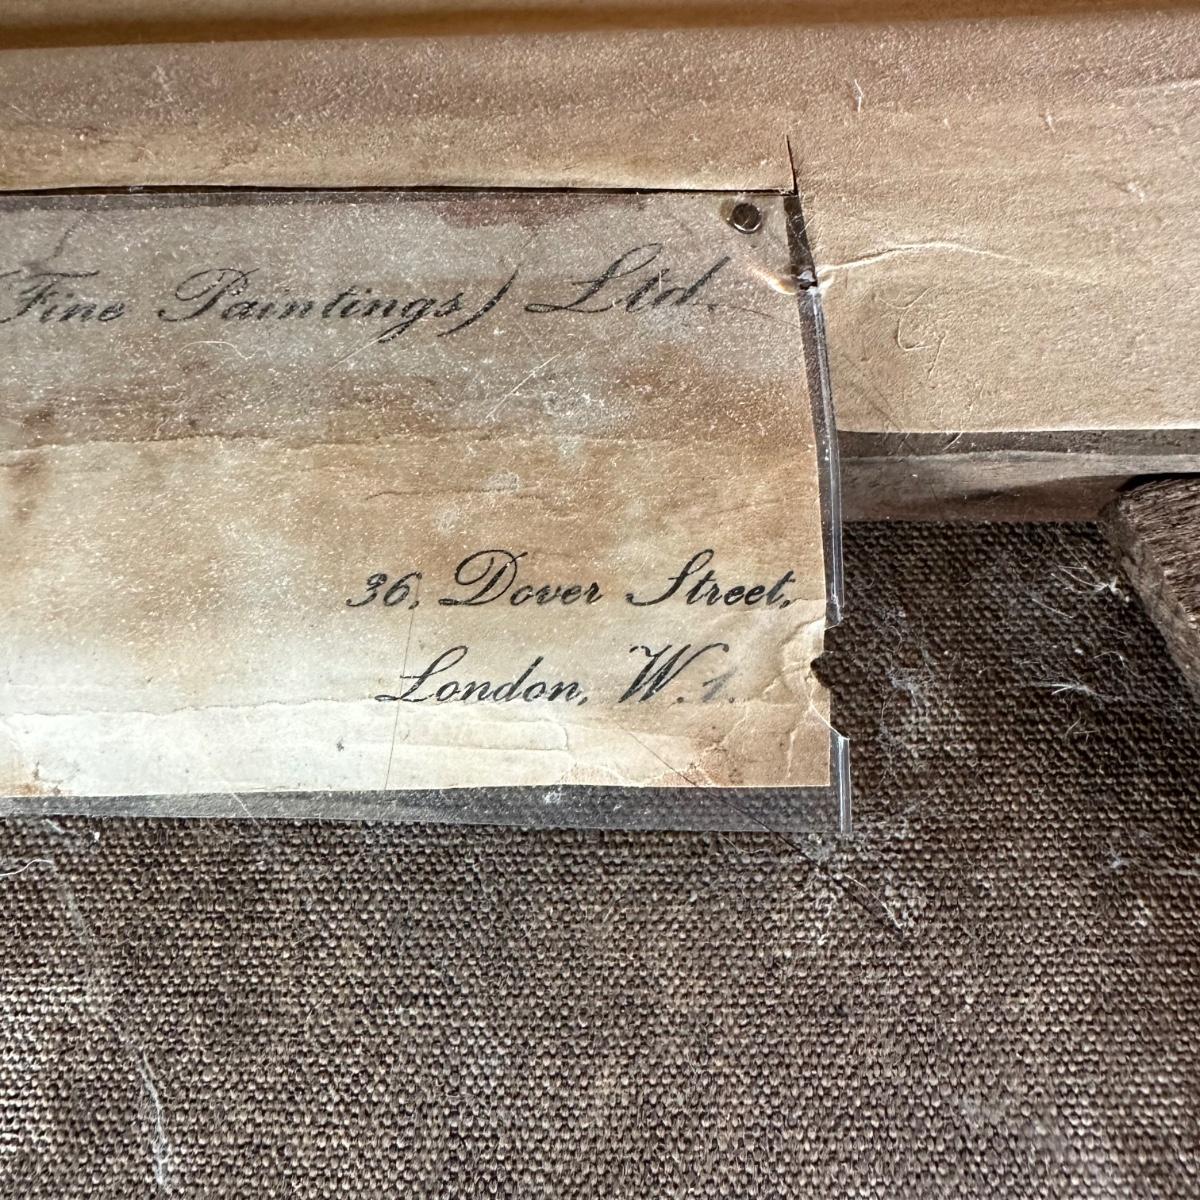 (Fine Paintings) Ltd.
36, Dover Street,
London, W.1.